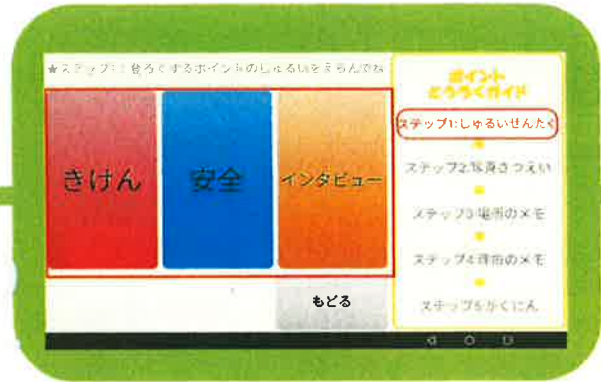 ★ステップ1:登ろくするポイントのしゅるいをえらんでね
きけん
安全
インタビュー
もどる
ポイント
とうろくガイド
ステップ1:しゅるいせんたく
ステップ2:写真さつえい
ステップ3:場所のメモ
ステップ4:理由のメモ
ステップ5:かくにん